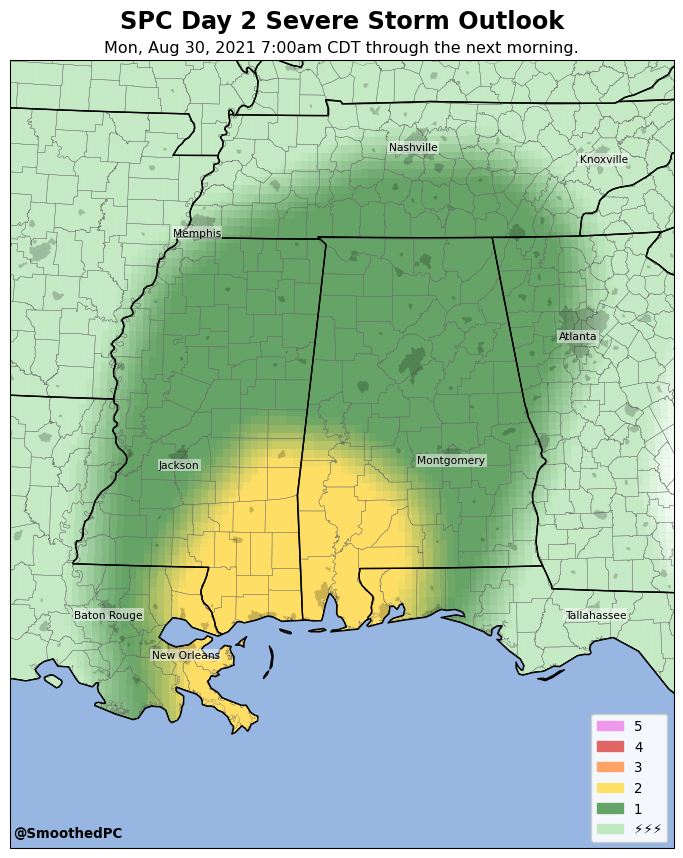 SPC Day 2 Severe Storm Outlook
Mon, Aug 30, 2021 7:00am CDT through the next morning.
Nashville
Knoxville
Memphis
Atlanta
Jackson
Montgomery
Baton Rouge
Tallahassee
New Orleans
5
4
3
2
1
⚡⚡⚡
@SmoothedPC